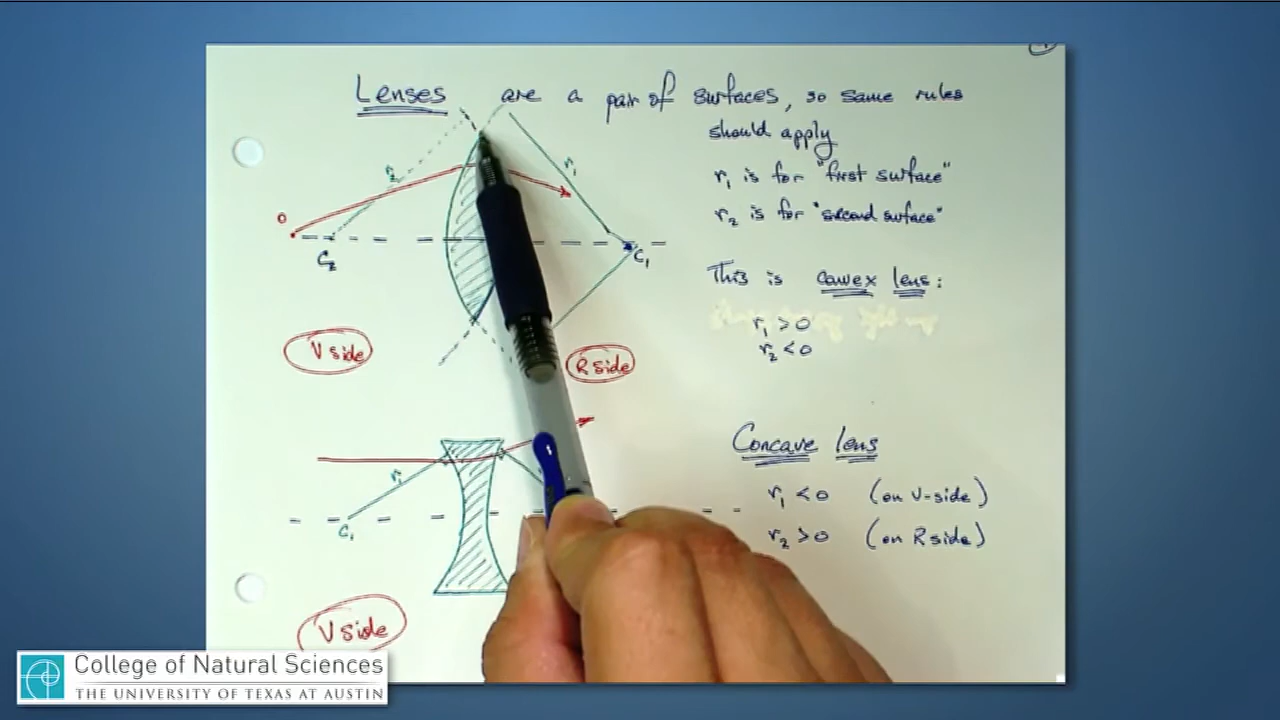 Lenses are a pair of surfaces, so same rules
should apply
r₁ is for "first surface"
r₂ is for "second surface"
This is convex lens:
r₁ > 0
r₂ < 0
r₂
r₁
O
C₂
C₁
V side
R side
Concave lens
r₁ < 0 (on V-side)
r₂ > 0 (on R side)
r₁
C₁
V side
College of Natural Sciences
THE UNIVERSITY OF TEXAS AT AUSTIN